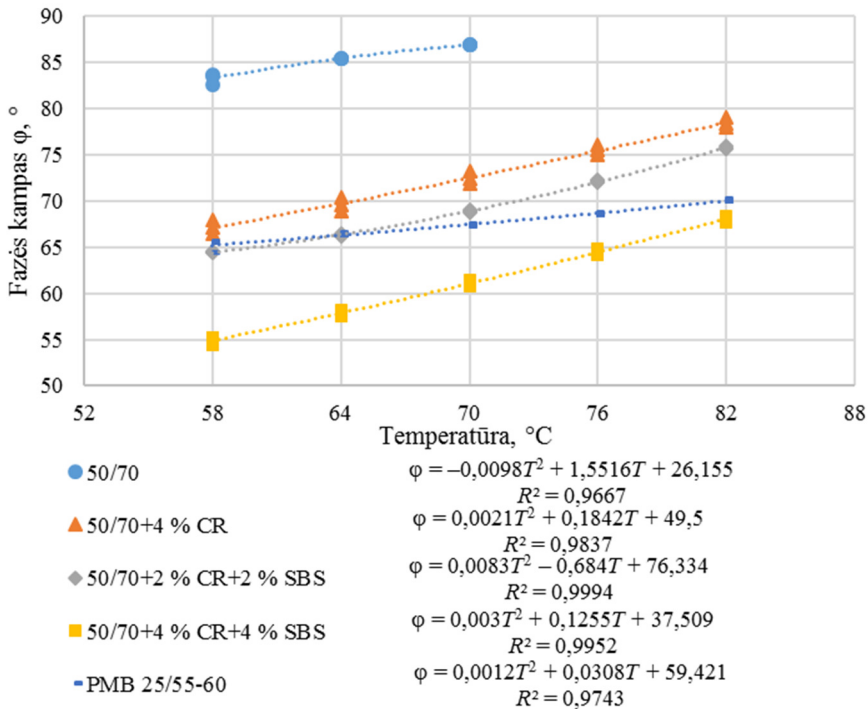 90
85
80
75
70
65
60
55
50
Fazės kampas φ, °
52 58 64 70 76 82 88
Temperatūra, °C
50/70 φ = –0,0098T² + 1,5516T + 26,155
R² = 0,9667
50/70+4 % CR φ = 0,0021T² + 0,1842T + 49,5
R² = 0,9837
50/70+2 % CR+2 % SBS φ = 0,0083T² – 0,684T + 76,334
R² = 0,9994
50/70+4 % CR+4 % SBS φ = 0,003T² + 0,1255T + 37,509
R² = 0,9952
PMB 25/55-60 φ = 0,0012T² + 0,0308T + 59,421
R² = 0,9743